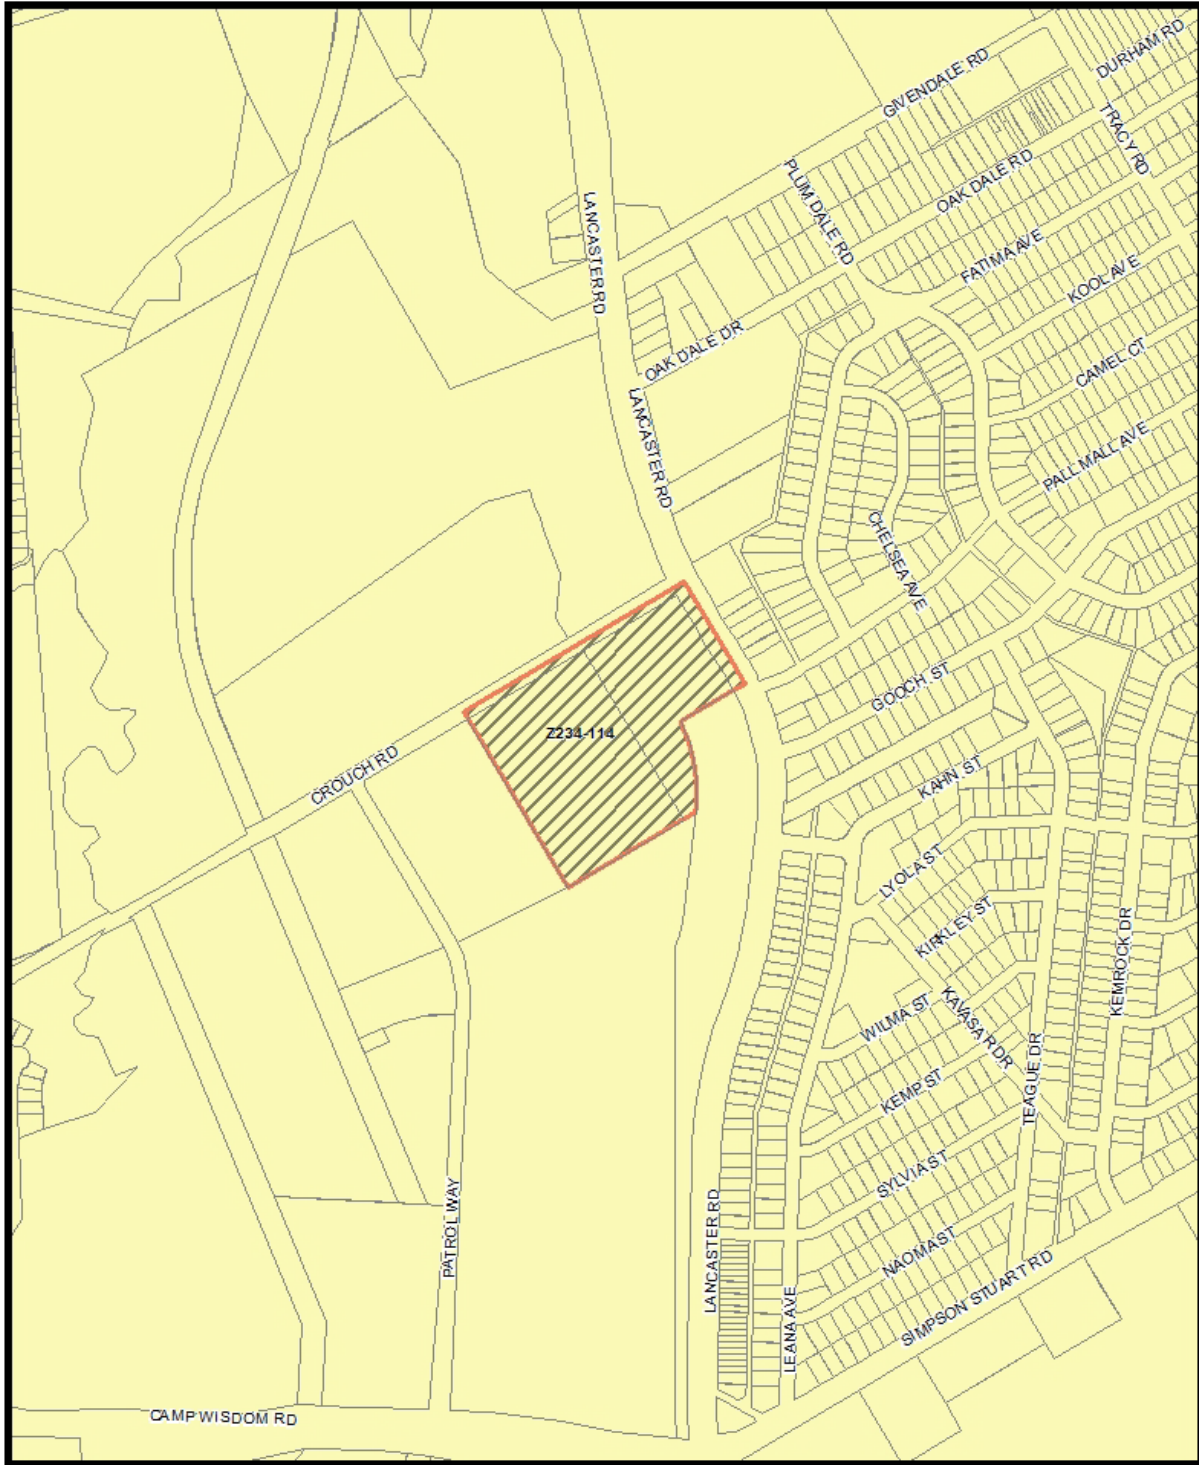 DURHAM RD
GIVENDALE RD
TRACY RD
PLUM DALE RD
OAK DALE RD
LANCASTER RD
FATIMA AVE
KOOL AVE
OAK DALE DR
CAMEL CT
LANCASTER RD
PALL MALL AVE
CHELSEA AVE
GOOCH ST
Z234-114
CROUCH RD
KAHN ST
LYOLA ST
KIRKLEY ST
KEMROCK DR
WILMA ST
KAVASAR DR
TEAGUE DR
KEMP ST
SYLVIA ST
PATROL WAY
LANCASTER RD
NAOMA ST
SIMPSON STUART RD
LEANA AVE
CAMP WISDOM RD